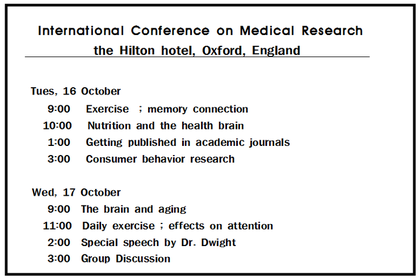 International Conference on Medical Research
the Hilton hotel, Oxford, England
Tues, 16 October
9:00 Exercise ; memory connection
10:00 Nutrition and the health brain
1:00 Getting published in academic journals
3:00 Consumer behavior research
Wed, 17 October
9:00 The brain and aging
11:00 Daily exercise ; effects on attention
2:00 Special speech by Dr. Dwight
3:00 Group Discussion